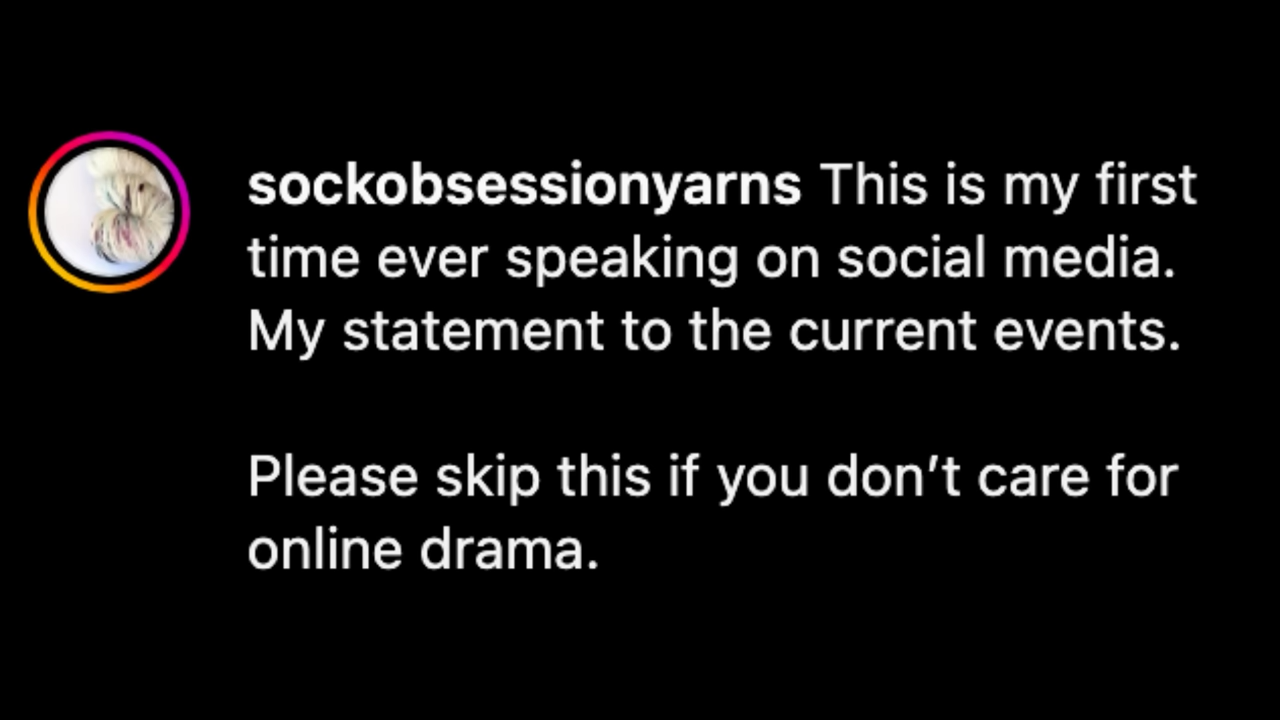 sockobsessionyarns This is my first
time ever speaking on social media.
My statement to the current events.
Please skip this if you don’t care for
online drama.